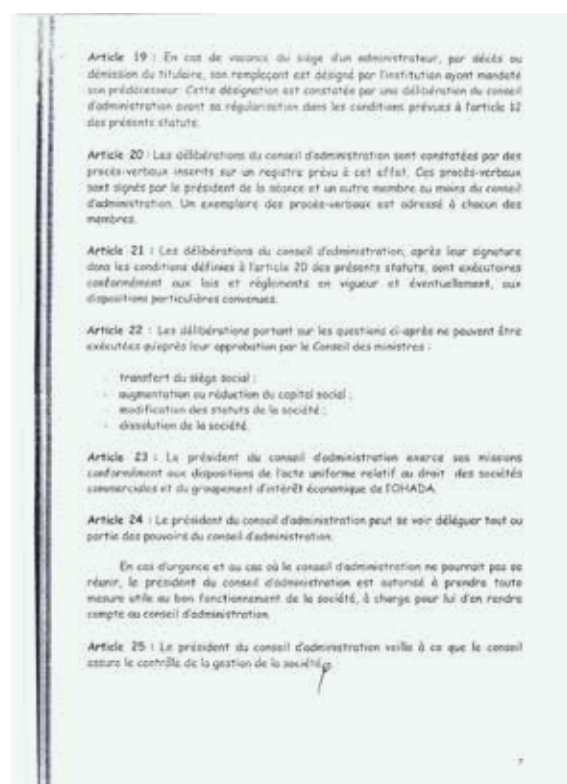 Article 19 : En cas de vacance du siège d'un administrateur, par décès ou
démission du titulaire, son remplaçant est désigné par l'institution ayant mandaté
son prédécesseur. Cette désignation est constatée par une délibération du conseil
d'administration avant sa régularisation dans les conditions prévues à l'article 12
des présents statuts.
Article 20 : Les délibérations du conseil d'administration sont constatées par des
procès-verbaux inscrits sur un registre prévu à cet effet. Ces procès-verbaux
sont signés par le président de la séance et un autre membre au moins du conseil
d'administration. Un exemplaire des procès-verbaux est adressé à chacun des
membres.
Article 21 : Les délibérations du conseil d'administration, après leur signature
dans les conditions définies à l'article 20 des présents statuts, sont exécutoires
conformément aux lois et règlements en vigueur et éventuellement, aux
dispositions particulières convenues.
Article 22 : Les délibérations portant sur les questions ci-après ne peuvent être
exécutées qu'après leur approbation par le Conseil des ministres :
- transfert du siège social ;
- augmentation ou réduction du capital social ;
- modification des statuts de la société ;
- dissolution de la société.
Article 23 : Le président du conseil d'administration exerce ses missions
conformément aux dispositions de l'acte uniforme relatif au droit des sociétés
commerciales et du groupement d'intérêt économique de l'OHADA.
Article 24 : Le président du conseil d'administration peut se voir déléguer tout ou
partie des pouvoirs du conseil d'administration.
En cas d'urgence et au cas où le conseil d'administration ne pourrait pas se
réunir, le président du conseil d'administration est autorisé à prendre toute
mesure utile au bon fonctionnement de la société, à charge pour lui d'en rendre
compte au conseil d'administration.
Article 25 : Le président du conseil d'administration veille à ce que le conseil
assure le contrôle de la gestion de la société.
7